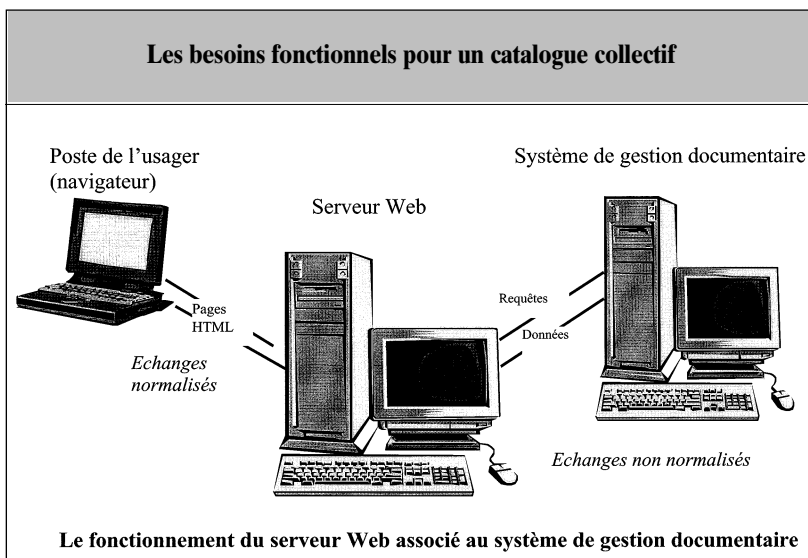 Les besoins fonctionnels pour un catalogue collectif
Poste de l’usager
(navigateur)
Système de gestion documentaire
Serveur Web
Pages
HTML
Requêtes
Données
Echanges
normalisés
Echanges non normalisés
Le fonctionnement du serveur Web associé au système de gestion documentaire